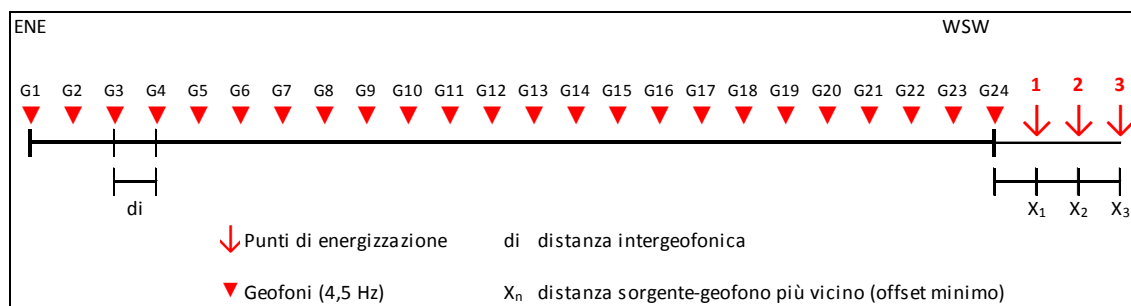 ENE WSW
G1 G2 G3 G4 G5 G6 G7 G8 G9 G10 G11 G12 G13 G14 G15 G16 G17 G18 G19 G20 G21 G22 G23 G24 1 2 3
di X₁ X₂ X₃
Punti di energizzazione di distanza intergeofonica
Geofoni (4,5 Hz) Xₙ distanza sorgente-geofono più vicino (offset minimo)